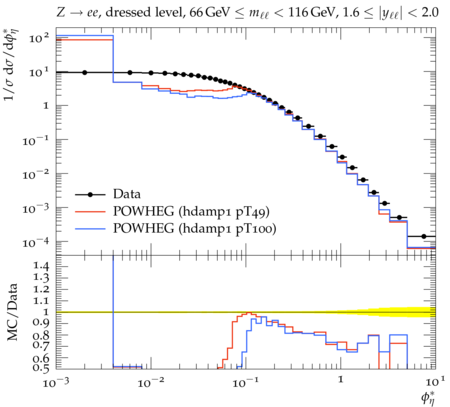 Z → ee, dressed level, 66 GeV ≤ mℓℓ < 116 GeV, 1.6 ≤ |yℓℓ| < 2.0
1/σ dσ/dϕ*η
10²
10¹
1
10⁻¹
10⁻²
10⁻³
10⁻⁴
Data
POWHEG (hdamp1 pT49)
POWHEG (hdamp1 pT100)
MC/Data
1.4
1.3
1.2
1.1
1
0.9
0.8
0.7
0.6
0.5
10⁻³ 10⁻² 10⁻¹ 1 10¹
ϕ*η